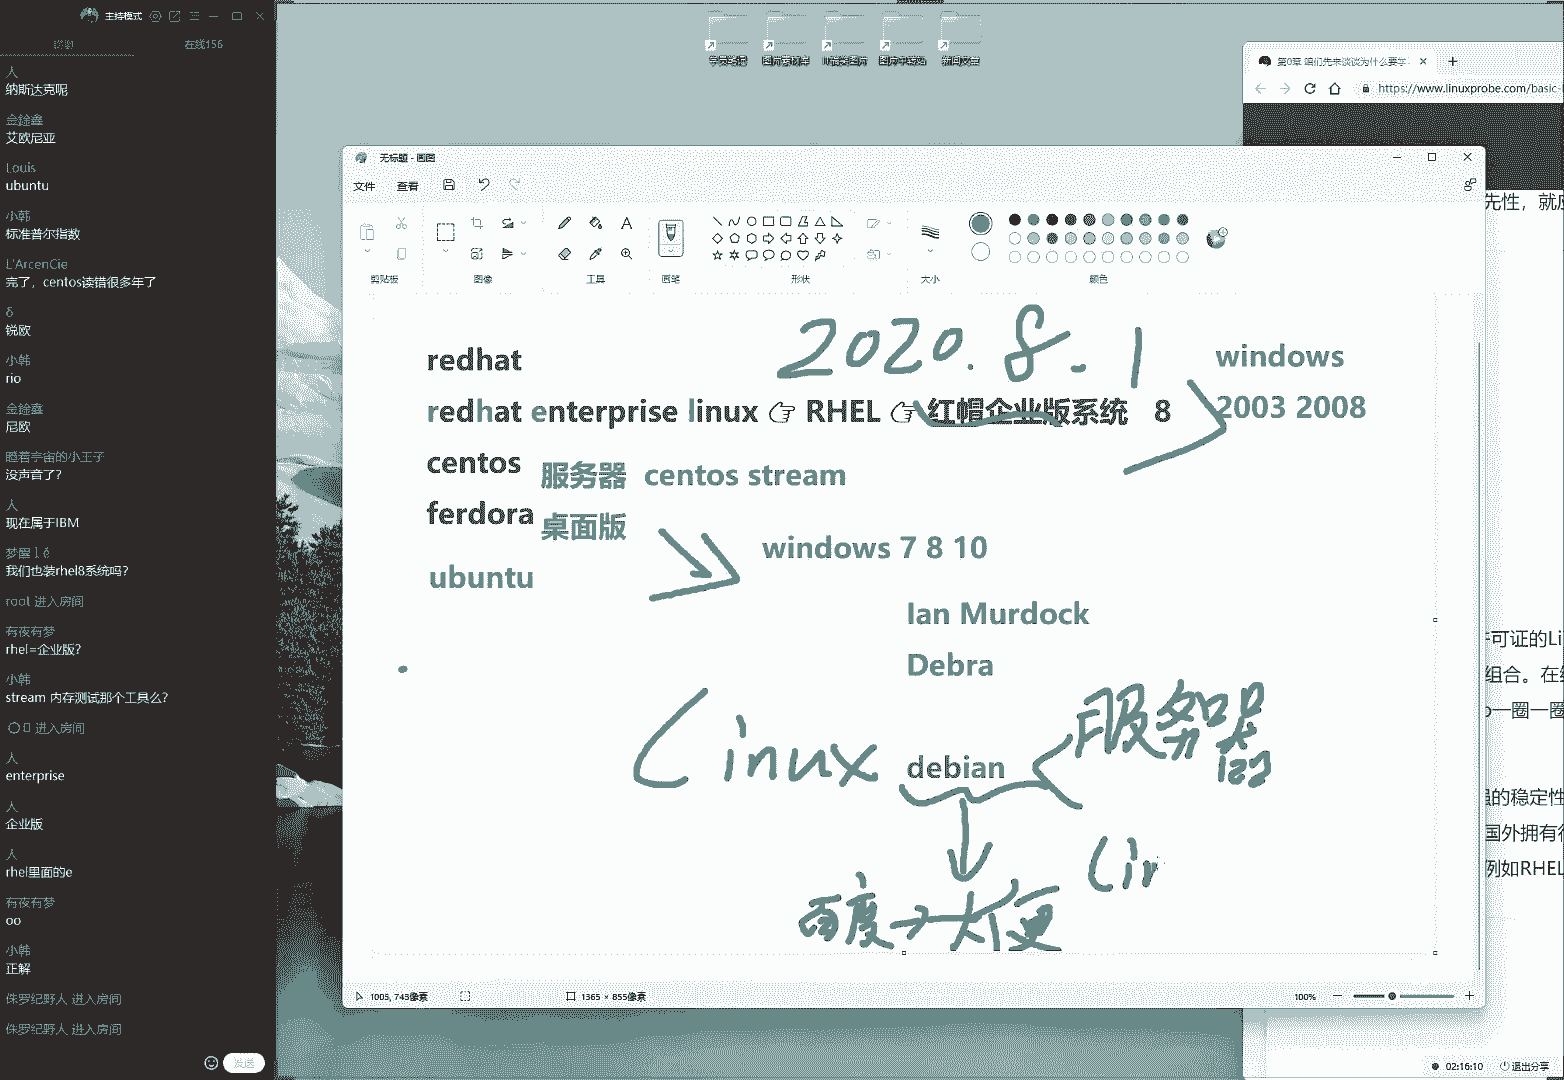 主持模式
在线156
人
纳斯达克呢
金鎗鑫
艾欧尼亚
Louis
ubuntu
小韩
标准普尔指数
L'ArcenCie
完了，centos读错很多年了
δ
锐欧
小韩
rio
金鎗鑫
尼欧
瞪着宇宙的小王子
没声音了?
人
现在属于IBM
我们也装rhel8系统吗?
root 进入房间
有夜有梦
rhel=企业版?
小韩
stream 内存测试那个工具么?
进入房间
人
enterprise
人
企业版
人
rhel里面的e
有夜有梦
oo
小韩
正解
侏罗纪野人 进入房间
侏罗纪野人 进入房间
发送
第0章 咱们先来谈谈为什么要学
https://www.linuxprobe.com/basic-
无标题 - 画图
文件 查看
剪贴板 图像 工具 画笔 形状 大小 颜色
2020.8.1
redhat
windows
redhat enterprise linux 👉 RHEL 👉 红帽企业版系统 8
2003 2008
centos 服务器 centos stream
ferdora 桌面版
windows 7 8 10
ubuntu
Ian Murdock
Debra
Linux debian 服务器
百度→大便
Lin
先性，就应
可证的Li
组合。在纟
o一圈一圈
强的稳定性
国外拥有很
例如RHEL
1005, 743像素
1365 × 855像素
100%
02:16:10 退出分享